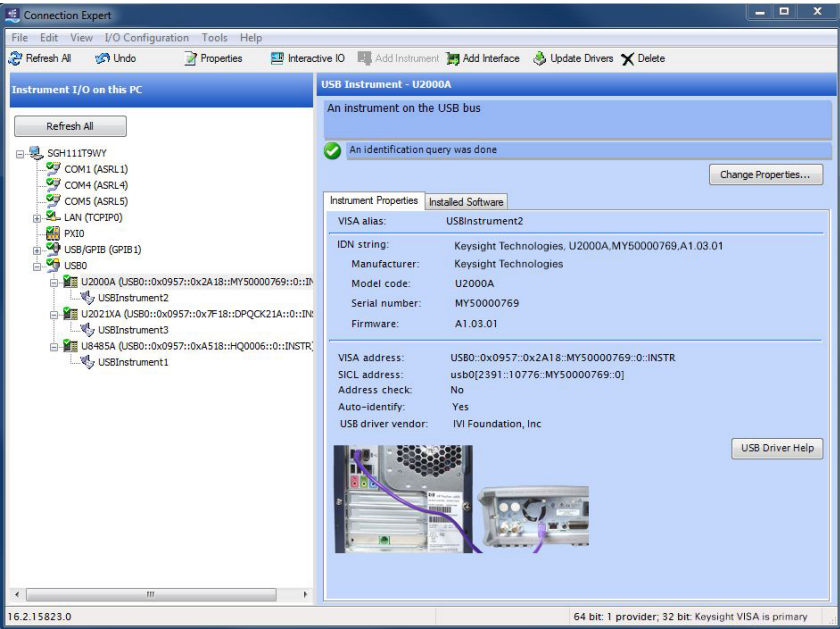 Connection Expert
File Edit View I/O Configuration Tools Help
Refresh All Undo Properties Interactive IO Add Instrument Add Interface Update Drivers Delete
Instrument I/O on this PC
Refresh All
SGH111T9WY
COM1 (ASRL1)
COM4 (ASRL4)
COM5 (ASRL5)
LAN (TCPIP0)
PXI0
USB/GPIB (GPIB1)
USB0
U2000A (USB0::0x0957::0x2A18::MY50000769::0::IN
USBInstrument2
U2021XA (USB0::0x0957::0x7F18::DPQCK21A::0::IN
USBInstrument3
U8485A (USB0::0x0957::0xA518::HQ0006::0::INSTR
USBInstrument1
USB Instrument - U2000A
An instrument on the USB bus
An identification query was done
Change Properties...
Instrument Properties Installed Software
VISA alias: USBInstrument2
IDN string: Keysight Technologies, U2000A,MY50000769,A1.03.01
Manufacturer: Keysight Technologies
Model code: U2000A
Serial number: MY50000769
Firmware: A1.03.01
VISA address: USB0::0x0957::0x2A18::MY50000769::0::INSTR
SICL address: usb0[2391::10776::MY50000769::0]
Address check: No
Auto-identify: Yes
USB driver vendor: IVI Foundation, Inc
USB Driver Help
16.2.15823.0
64 bit: 1 provider; 32 bit: Keysight VISA is primary